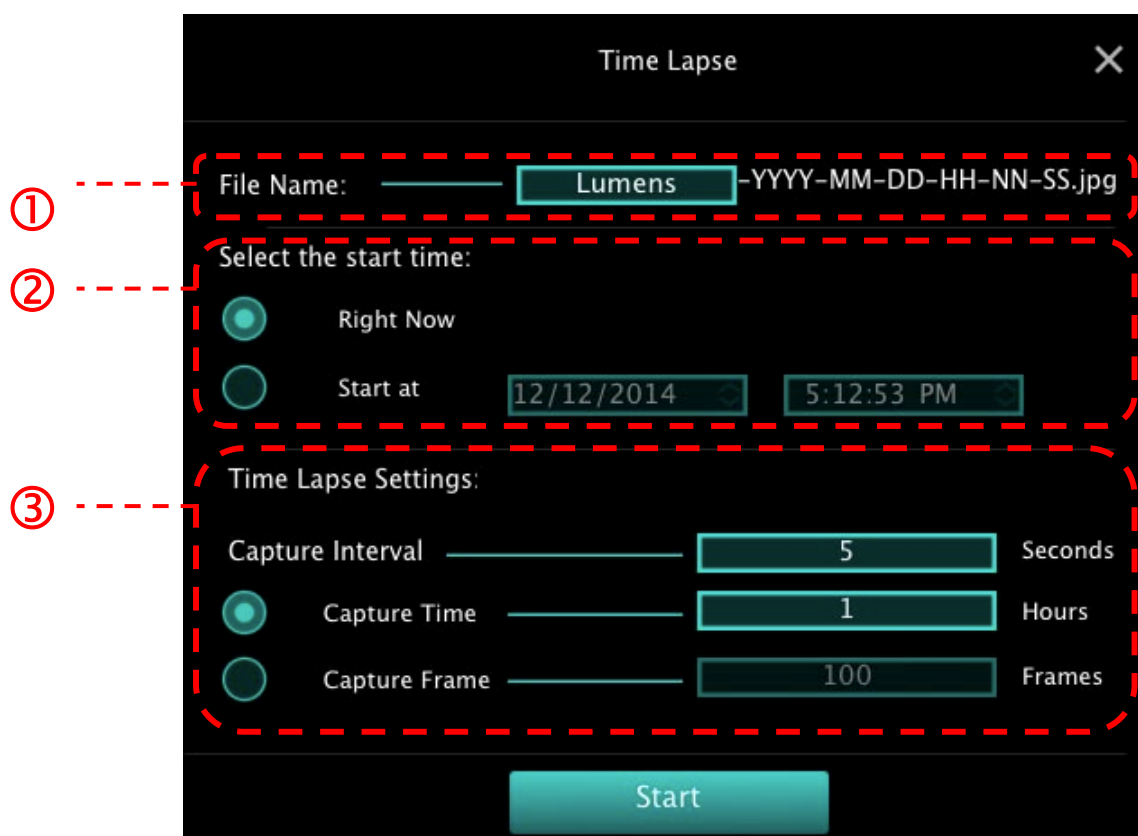 Time Lapse ×
① File Name: Lumens -YYYY-MM-DD-HH-NN-SS.jpg
② Select the start time:
Right Now
Start at 12/12/2014 5:12:53 PM
③ Time Lapse Settings:
Capture Interval 5 Seconds
Capture Time 1 Hours
Capture Frame 100 Frames
Start